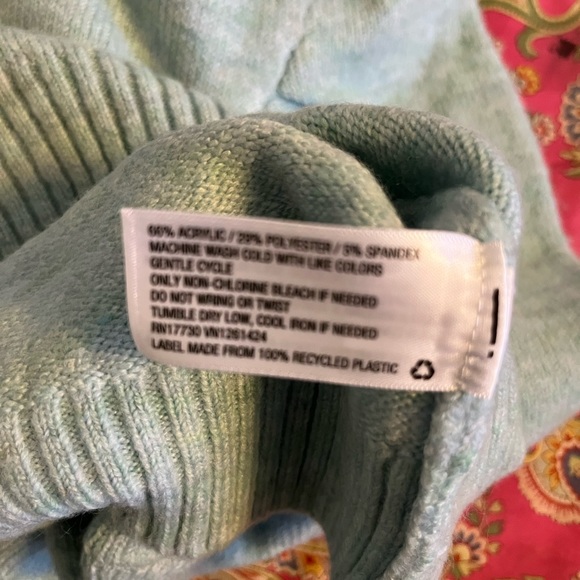 66% ACRYLIC / 29% POLYESTER / 5% SPANDEX
MACHINE WASH COLD WITH LIKE COLORS
GENTLE CYCLE
ONLY NON-CHLORINE BLEACH IF NEEDED
DO NOT WRING OR TWIST
TUMBLE DRY LOW, COOL IRON IF NEEDED
RN17730 VN1261424
LABEL MADE FROM 100% RECYCLED PLASTIC